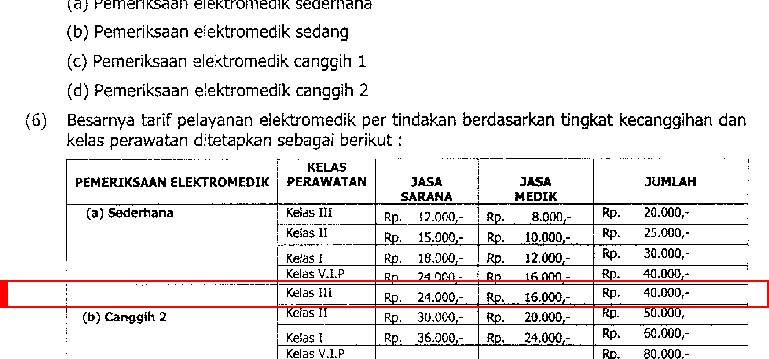 (a) Pemeriksaan elektromedik sederhana
(b) Pemeriksaan elektromedik sedang
(c) Pemeriksaan elektromedik canggih 1
(d) Pemeriksaan elektromedik canggih 2
(6) Besarnya tarif pelayanan elektromedik per tindakan berdasarkan tingkat kecanggihan dan
kelas perawatan ditetapkan sebagai berikut :
PEMERIKSAAN ELEKTROMEDIK KELAS PERAWATAN JASA SARANA JASA MEDIK JUMLAH
(a) Sederhana Kelas III Rp. 12.000,- Rp. 8.000,- Rp. 20.000,-
Kelas II Rp. 15.000,- Rp. 10.000,- Rp. 25.000,-
Kelas I Rp. 18.000,- Rp. 12.000,- Rp. 30.000,-
Kelas V.I.P Rp. 24.000,- Rp. 16.000,- Rp. 40.000,-
Kelas III Rp. 24.000,- Rp. 16.000,- Rp. 40.000,-
(b) Canggih 2 Kelas II Rp. 30.000,- Rp. 20.000,- Rp. 50.000,
Kelas I Rp. 36.000,- Rp. 24.000,- Rp. 60.000,-
Kelas V.I.P Rp. 80.000,-